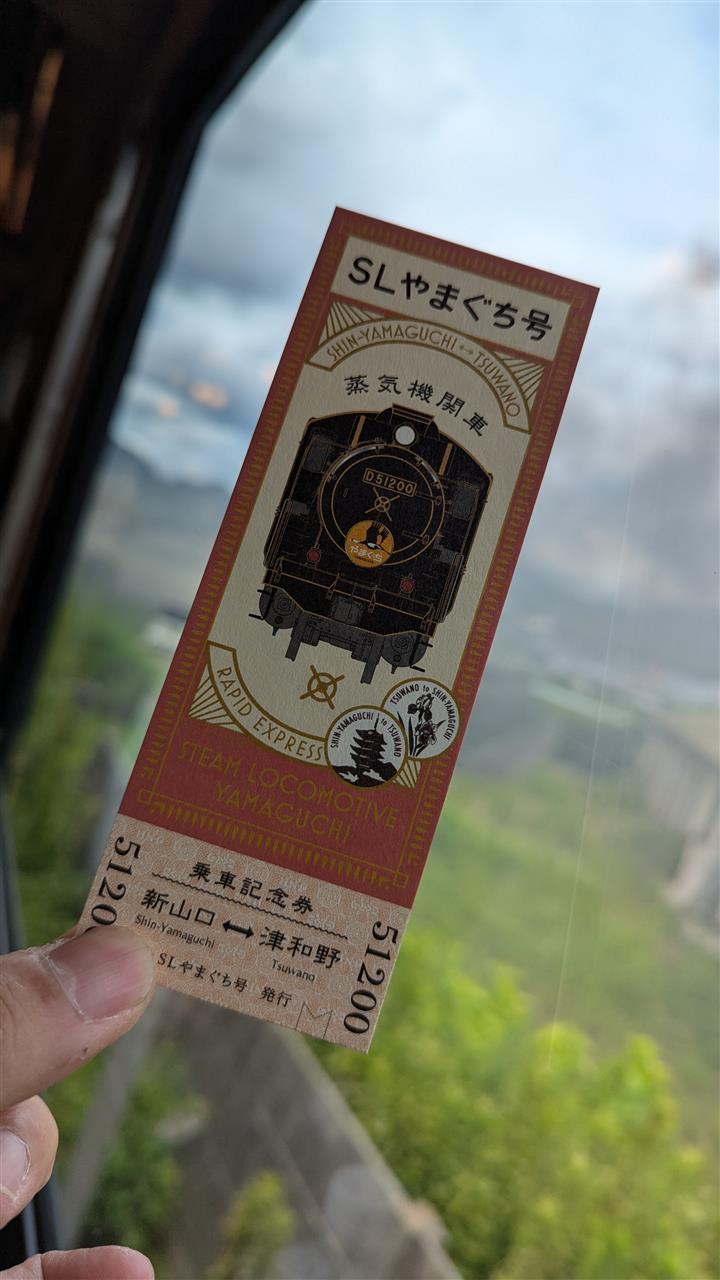 SLやまぐち号
SHIN-YAMAGUCHI↔TSUWANO
蒸気機関車
D51200
やまぐち
RAPID EXPRESS
TSUWANO to SHIN-YAMAGUCHI
SHIN-YAMAGUCHI to TSUWANO
STEAM LOCOMOTIVE
YAMAGUCHI
乗車記念券
新山口↔津和野
Shin-Yamaguchi Tsuwano
SLやまぐち号 発行
5120
51200